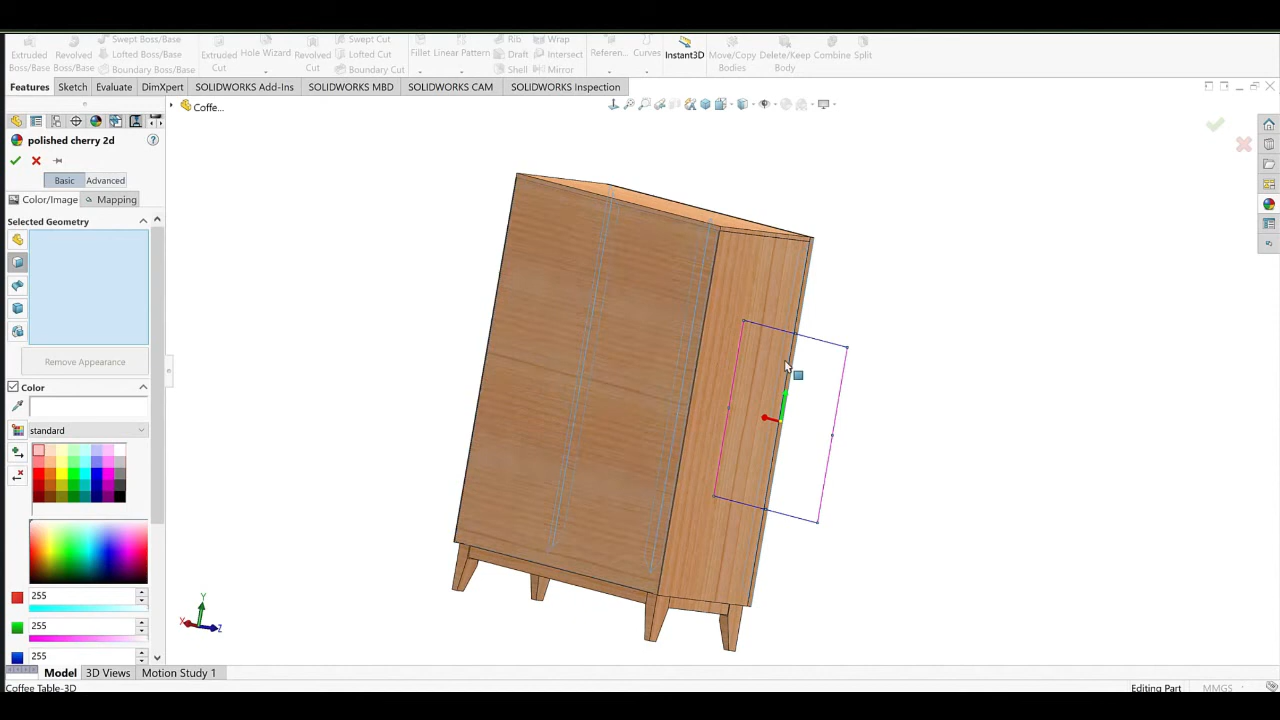 Extruded Boss/Base
Revolved Boss/Base
Swept Boss/Base
Lofted Boss/Base
Boundary Boss/Base
Extruded Cut
Hole Wizard
Revolved Cut
Swept Cut
Lofted Cut
Boundary Cut
Fillet
Linear Pattern
Rib
Draft
Shell
Wrap
Intersect
Mirror
Referen...
Curves
Instant3D
Move/Copy Bodies
Delete/Keep Body
Combine
Split
Features
Sketch
Evaluate
DimXpert
SOLIDWORKS Add-Ins
SOLIDWORKS MBD
SOLIDWORKS CAM
SOLIDWORKS Inspection
Coffe...
polished cherry 2d
Basic
Advanced
Color/Image
Mapping
Selected Geometry
Remove Appearance
Color
standard
255
255
255
Y
X
Z
Model
3D Views
Motion Study 1
Coffee Table-3D
Editing Part
MMGS